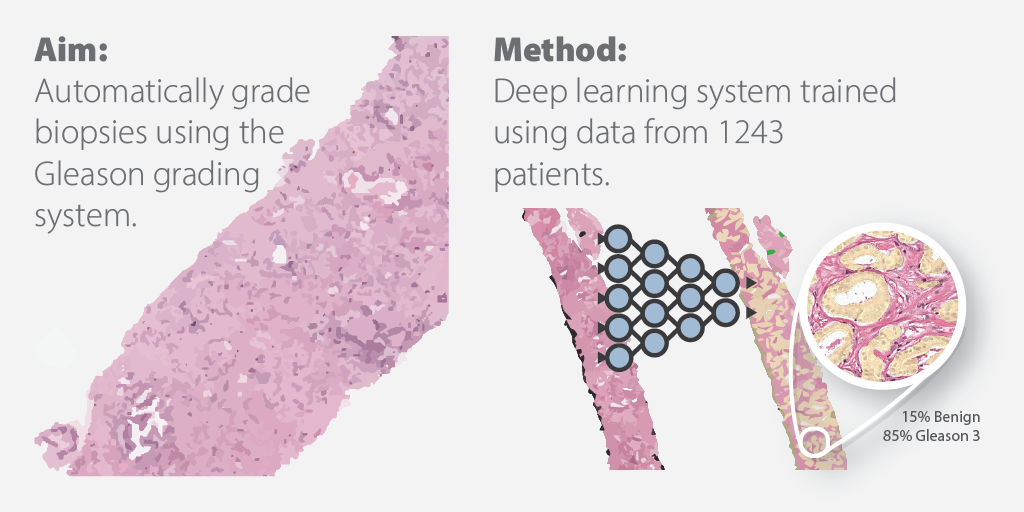 Aim:
Automatically grade
biopsies using the
Gleason grading
system.
Method:
Deep learning system trained
using data from 1243
patients.
15% Benign
85% Gleason 3